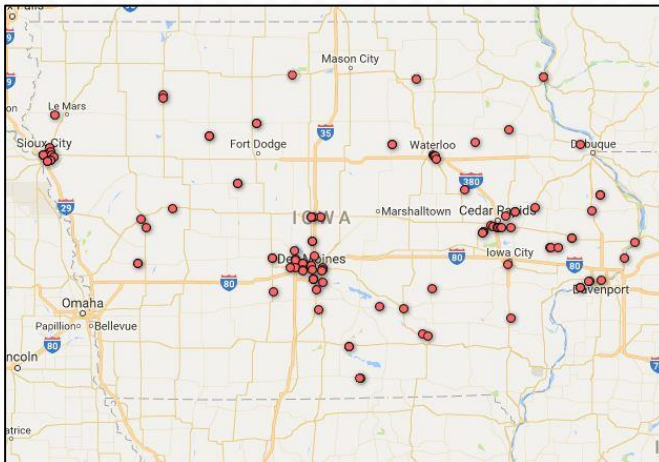 Mason City
Le Mars
Sioux City
Fort Dodge
35
Waterloo
Dubuque
29
380
IOWA
Marshalltown
Cedar Rapids
Iowa City
80
80
80
Des Moines
Davenport
Omaha
Papillion
Bellevue
80